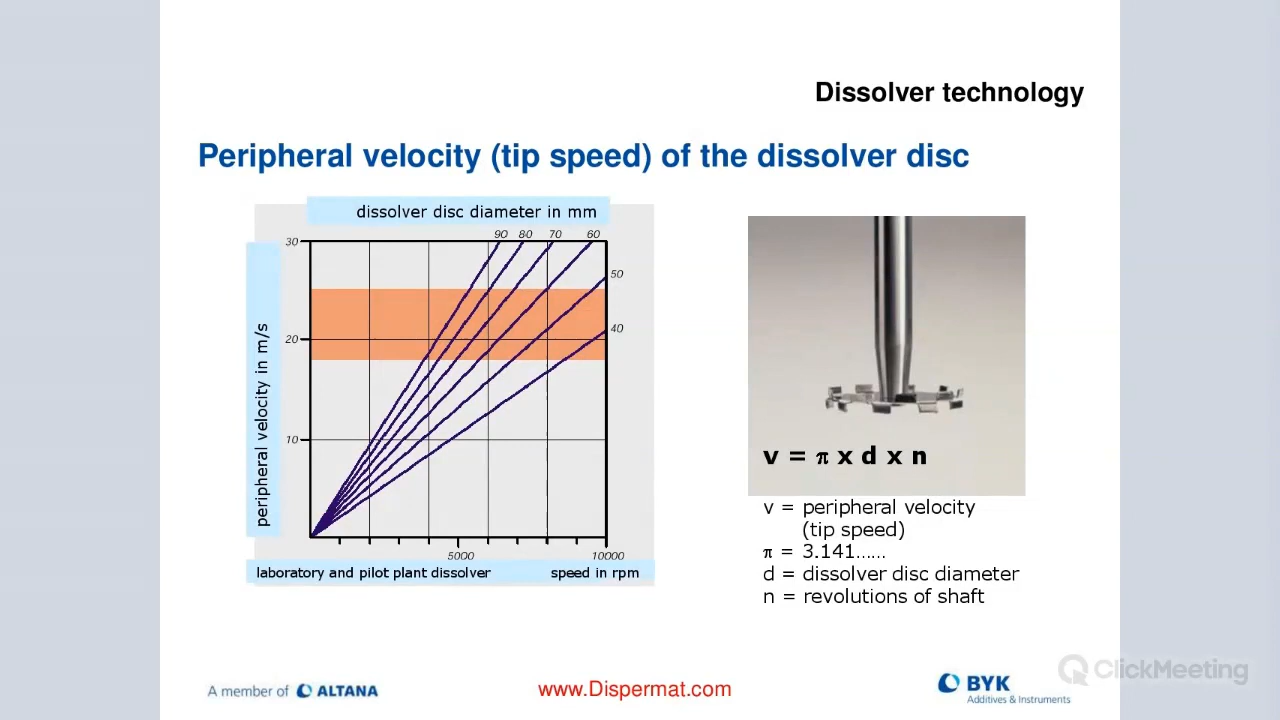 Dissolver technology
Peripheral velocity (tip speed) of the dissolver disc
dissolver disc diameter in mm
90 80 70 60
50
40
30
20
10
peripheral velocity in m/s
5000 10000
laboratory and pilot plant dissolver speed in rpm
v = π x d x n
v = peripheral velocity
(tip speed)
π = 3.141......
d = dissolver disc diameter
n = revolutions of shaft
A member of ALTANA
www.Dispermat.com
BYK
Additives & Instruments
ClickMeeting